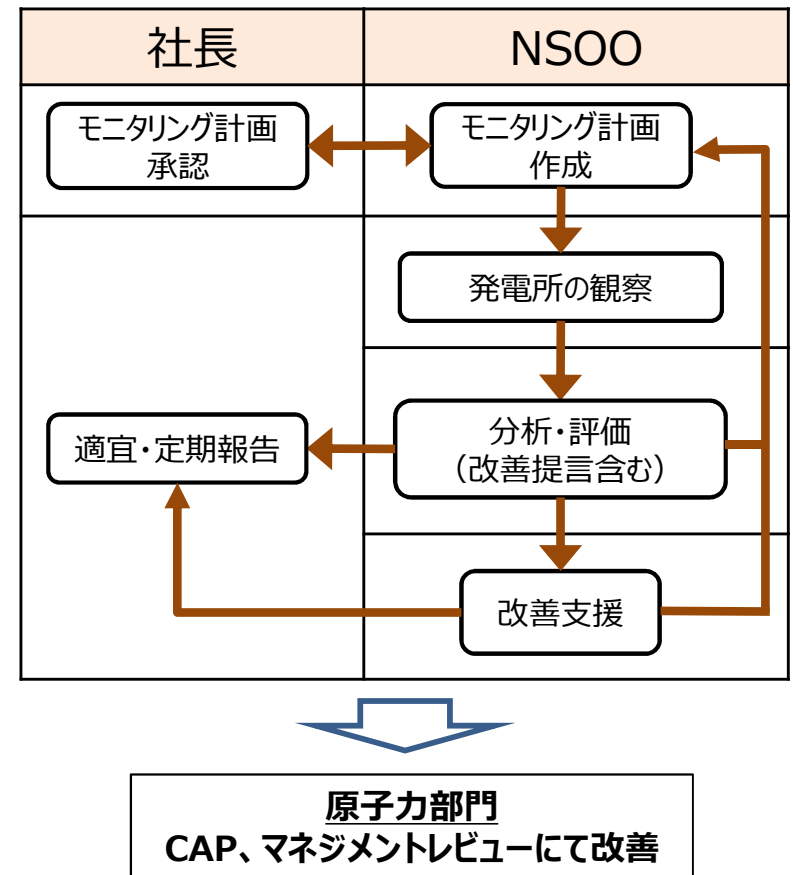 社長
NSOO
モニタリング計画
承認
モニタリング計画
作成
発電所の観察
適宜・定期報告
分析・評価
（改善提言含む）
改善支援
原子力部門
CAP、マネジメントレビューにて改善